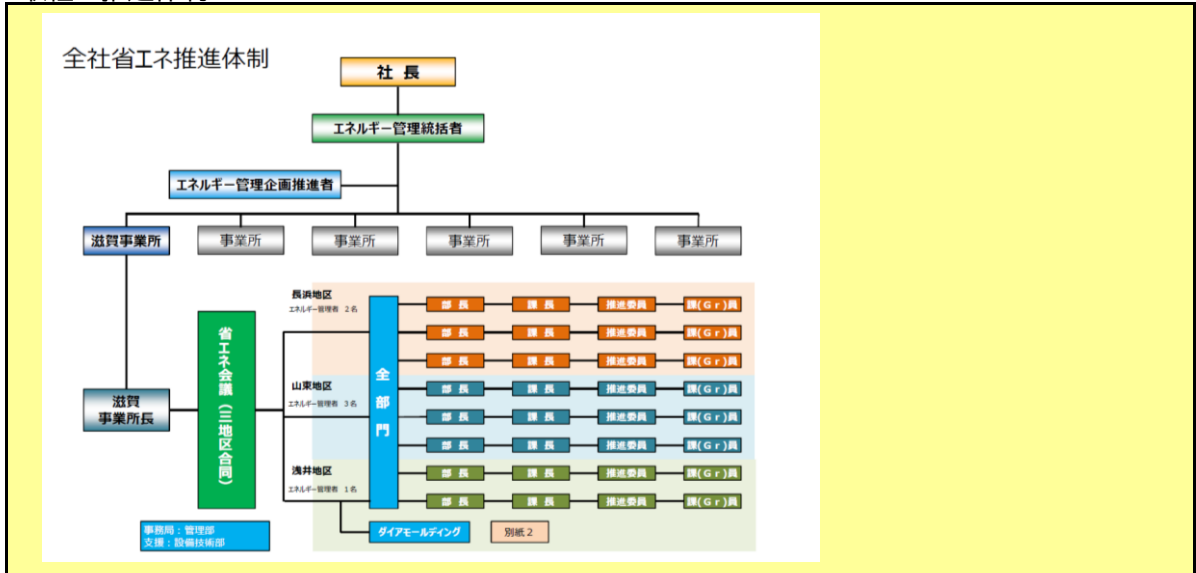 全社省エネ推進体制
社 長
エネルギー管理統括者
エネルギー管理企画推進者
滋賀事業所
事業所
事業所
事業所
事業所
事業所
滋賀
事業所長
省エネ会議(三地区合同)
長浜地区
エネルギー管理者 2名
山東地区
エネルギー管理者 3名
浅井地区
エネルギー管理者 1名
全部門
部 長 課 長 推進委員 課(Gr)員
部 長 課 長 推進委員 課(Gr)員
部 長 課 長 推進委員 課(Gr)員
部 長 課 長 推進委員 課(Gr)員
部 長 課 長 推進委員 課(Gr)員
部 長 課 長 推進委員 課(Gr)員
部 長 課 長 推進委員 課(Gr)員
部 長 課 長 推進委員 課(Gr)員
ダイアモールディング
別紙2
事務局:管理部
支援:設備技術部